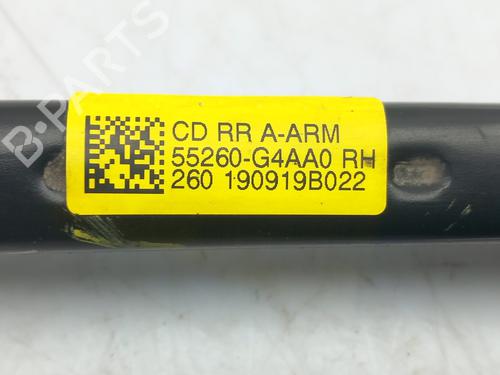 B-PARTS
CD RR A-ARM
55260-G4AA0 RH
260 190919B022